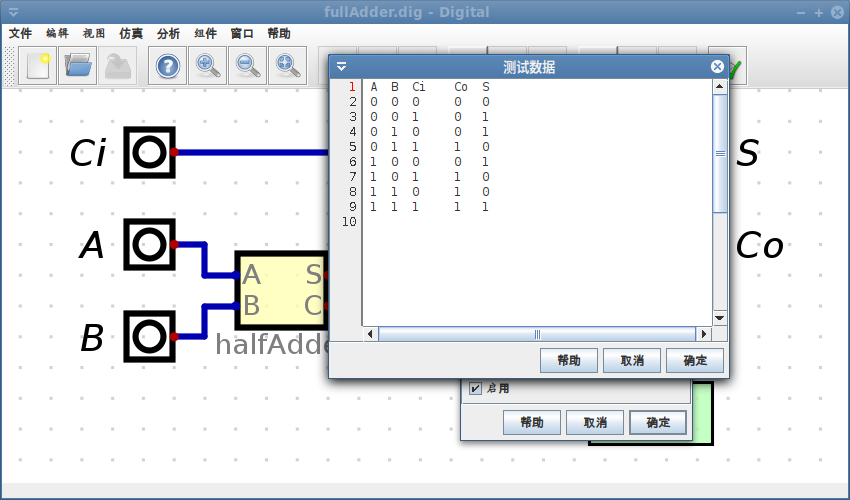 fullAdder.dig - Digital
文件 编辑 视图 仿真 分析 组件 窗口 帮助
测试数据
1 A B Ci Co S
2 0 0 0 0 0
3 0 0 1 0 1
4 0 1 0 0 1
5 0 1 1 1 0
6 1 0 0 0 1
7 1 0 1 1 0
8 1 1 0 1 0
9 1 1 1 1 1
10
帮助 取消 确定
Ci
A
B
A S
B C
halfAdde
S
Co
启用
帮助 取消 确定